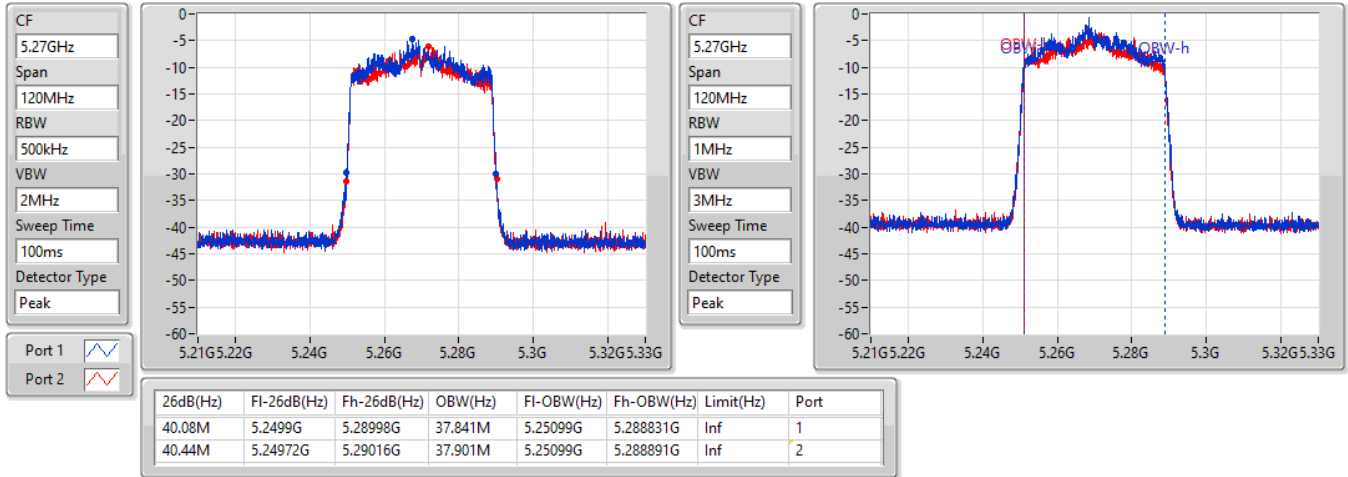 CF
5.27GHz
Span
120MHz
RBW
500kHz
VBW
2MHz
Sweep Time
100ms
Detector Type
Peak
Port 1
Port 2
0
-5
-10
-15
-20
-25
-30
-35
-40
-45
-50
-55
-60
5.21G 5.22G 5.24G 5.26G 5.28G 5.3G 5.32G 5.33G
CF
5.27GHz
Span
120MHz
RBW
1MHz
VBW
3MHz
Sweep Time
100ms
Detector Type
Peak
0
-5
-10
-15
-20
-25
-30
-35
-40
-45
-50
-55
-60
OBW-h
5.21G 5.22G 5.24G 5.26G 5.28G 5.3G 5.32G 5.33G
26dB(Hz) Fl-26dB(Hz) Fh-26dB(Hz) OBW(Hz) Fl-OBW(Hz) Fh-OBW(Hz) Limit(Hz) Port
40.08M 5.2499G 5.28998G 37.841M 5.25099G 5.288831G Inf 1
40.44M 5.24972G 5.29016G 37.901M 5.25099G 5.288891G Inf 2